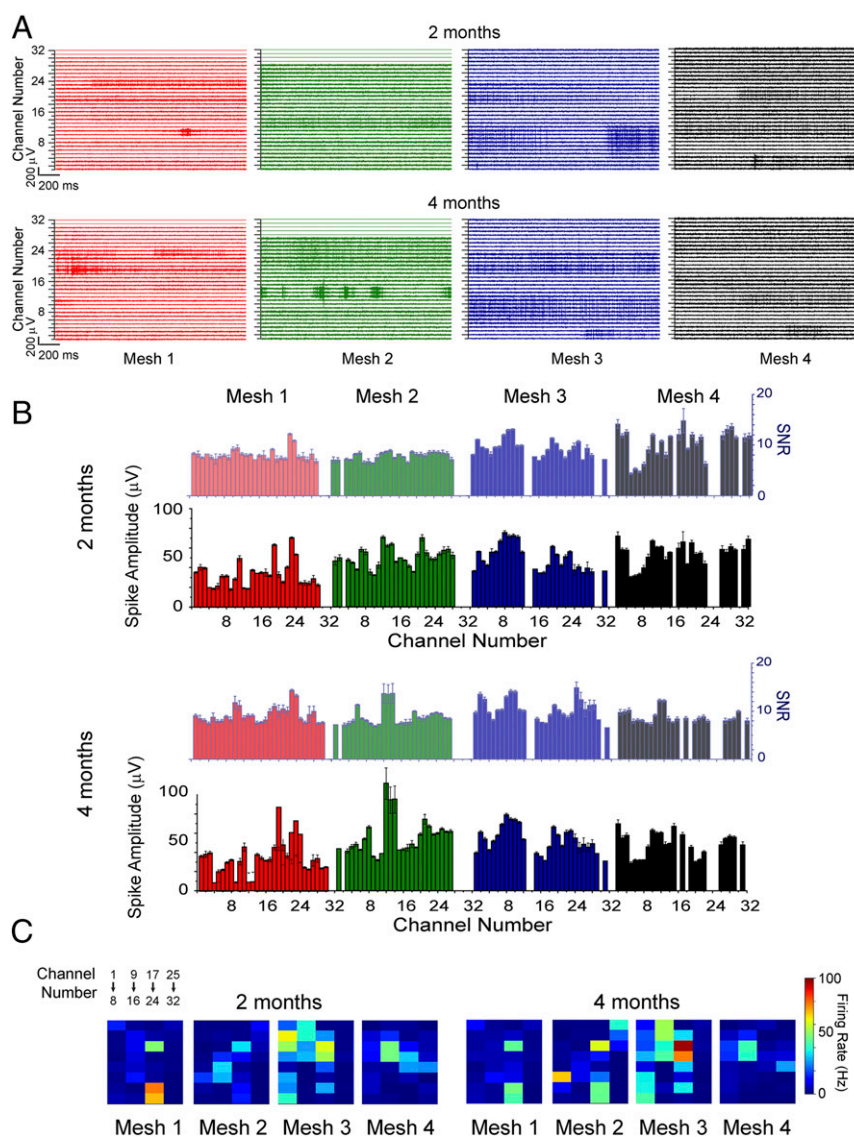 A
2 months
Channel Number
32
24
16
8
200 μV
200 ms
4 months
Channel Number
32
24
16
8
200 μV
200 ms
Mesh 1 Mesh 2 Mesh 3 Mesh 4
B
Mesh 1 Mesh 2 Mesh 3 Mesh 4
2 months
20
10
0
SNR
Spike Amplitude (μV)
100
50
0
8 16 24 32 8 16 24 32 8 16 24 32 8 16 24 32
Channel Number
4 months
20
10
0
SNR
Spike Amplitude (μV)
100
50
0
8 16 24 32 8 16 24 32 8 16 24 32 8 16 24 32
Channel Number
C
Channel Number
1 9 17 25
8 16 24 32
2 months 4 months
100
50
0
Firing Rate (Hz)
Mesh 1 Mesh 2 Mesh 3 Mesh 4 Mesh 1 Mesh 2 Mesh 3 Mesh 4